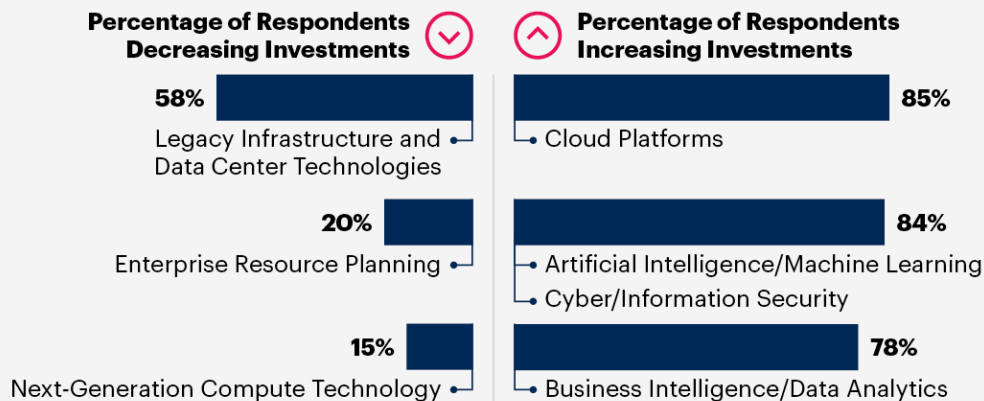 Percentage of Respondents
Decreasing Investments
58%
Legacy Infrastructure and
Data Center Technologies
20%
Enterprise Resource Planning
15%
Next-Generation Compute Technology
Percentage of Respondents
Increasing Investments
85%
Cloud Platforms
84%
Artificial Intelligence/Machine Learning
Cyber/Information Security
78%
Business Intelligence/Data Analytics